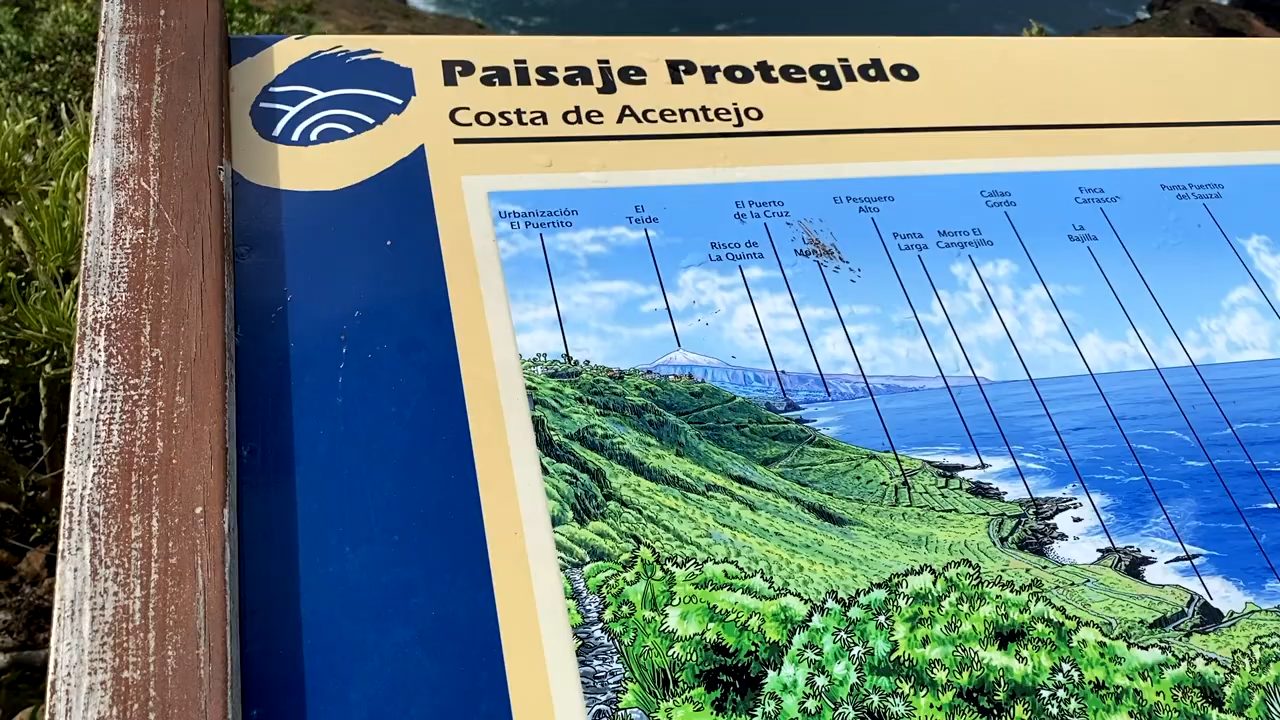 Paisaje Protegido
Costa de Acentejo
Urbanización
El Puertito
El
Teide
Risco de
La Quinta
El Puerto
de la Cruz
El Pesquero
Alto
Punta
Larga
Morro El
Cangrejillo
Callao
Gordo
La
Bajilla
Finca
Carrasco
Punta Puertito
del Sauzal